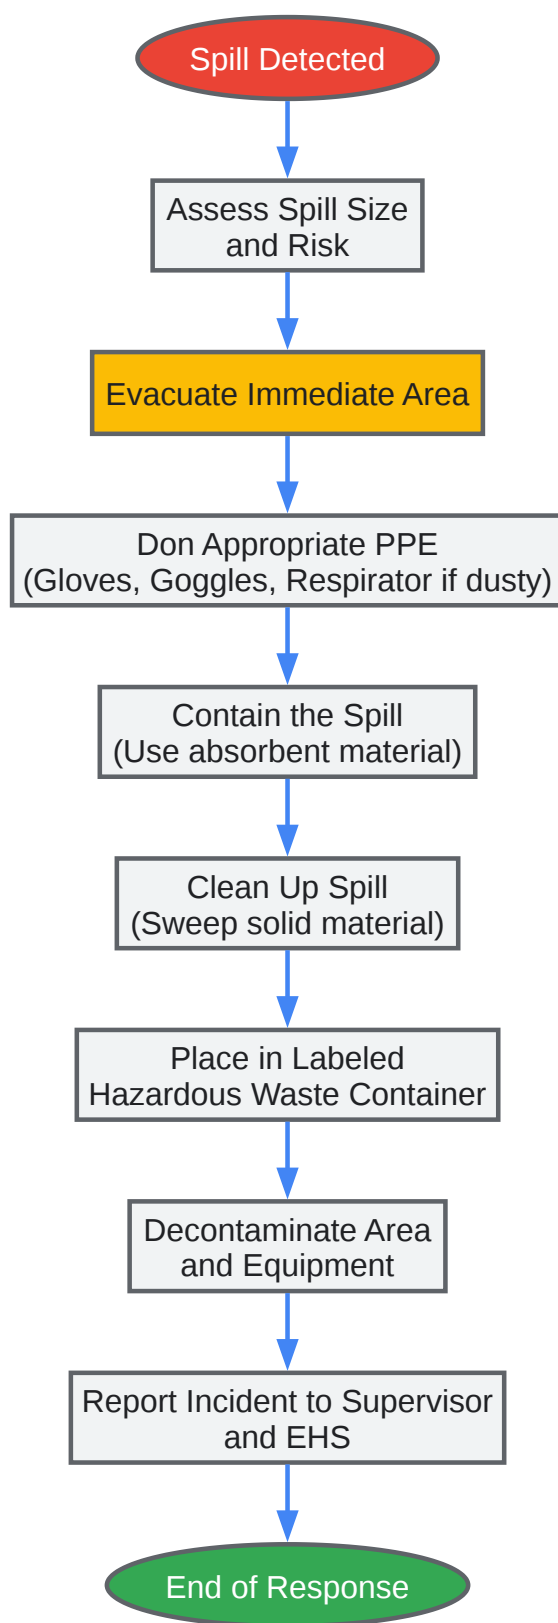 Spill Detected
Assess Spill Size
and Risk
Evacuate Immediate Area
Don Appropriate PPE
(Gloves, Goggles, Respirator if dusty)
Contain the Spill
(Use absorbent material)
Clean Up Spill
(Sweep solid material)
Place in Labeled
Hazardous Waste Container
Decontaminate Area
and Equipment
Report Incident to Supervisor
and EHS
End of Response